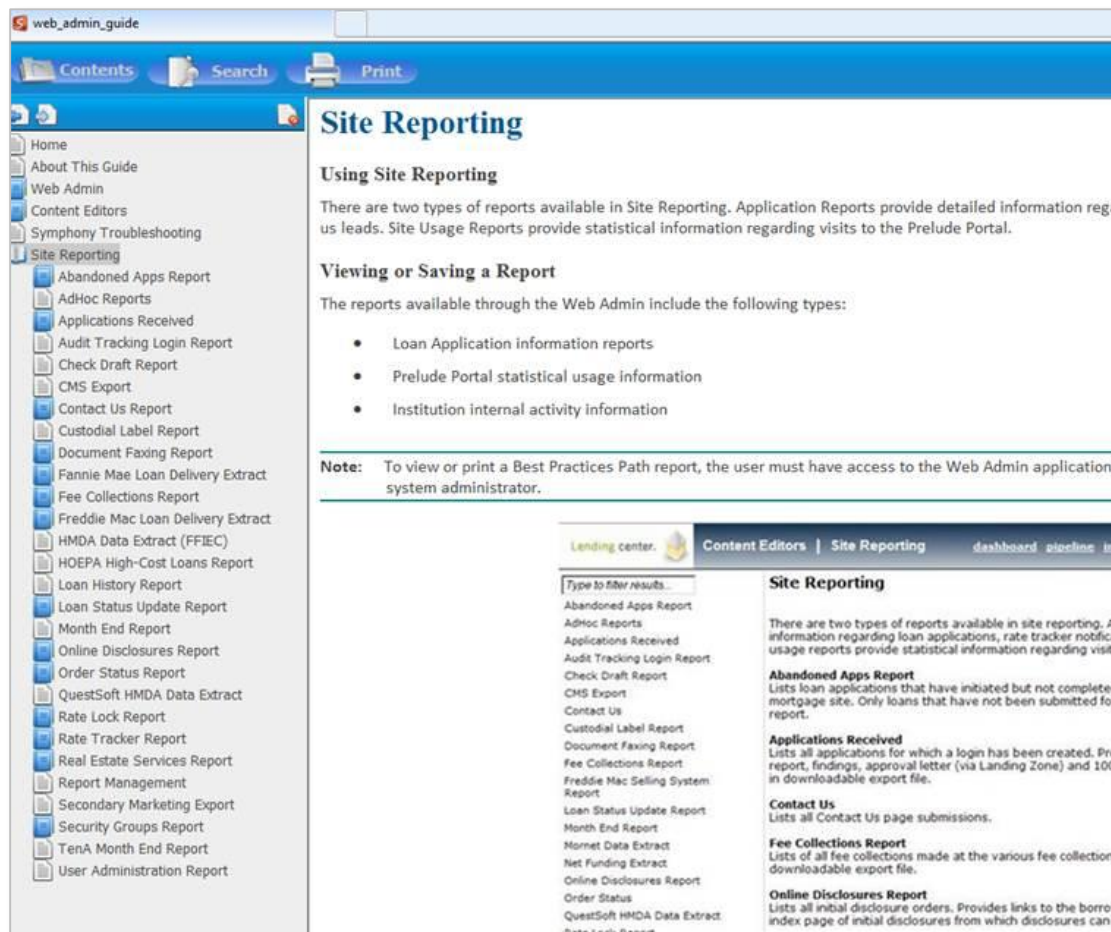 web_admin_guide
Contents
Search
Print
Home
About This Guide
Web Admin
Content Editors
Symphony Troubleshooting
Site Reporting
Abandoned Apps Report
AdHoc Reports
Applications Received
Audit Tracking Login Report
Check Draft Report
CMS Export
Contact Us Report
Custodial Label Report
Document Faxing Report
Fannie Mae Loan Delivery Extract
Fee Collections Report
Freddie Mac Loan Delivery Extract
HMDA Data Extract (FFIEC)
HOEPA High-Cost Loans Report
Loan History Report
Loan Status Update Report
Month End Report
Online Disclosures Report
Order Status Report
QuestSoft HMDA Data Extract
Rate Lock Report
Rate Tracker Report
Real Estate Services Report
Report Management
Secondary Marketing Export
Security Groups Report
TenA Month End Report
User Administration Report
Site Reporting
Using Site Reporting
There are two types of reports available in Site Reporting. Application Reports provide detailed information reg
us leads. Site Usage Reports provide statistical information regarding visits to the Prelude Portal.
Viewing or Saving a Report
The reports available through the Web Admin include the following types:
• Loan Application information reports
• Prelude Portal statistical usage information
• Institution internal activity information
Note: To view or print a Best Practices Path report, the user must have access to the Web Admin application
system administrator.
Lending center. Content Editors | Site Reporting dashboard pipeline
Type to filter results...
Abandoned Apps Report
AdHoc Reports
Applications Received
Audit Tracking Login Report
Check Draft Report
CMS Export
Contact Us
Custodial Label Report
Document Faxing Report
Fee Collections Report
Freddie Mac Selling System
Report
Loan Status Update Report
Month End Report
Mornet Data Extract
Net Funding Extract
Online Disclosures Report
Order Status
QuestSoft HMDA Data Extract
Site Reporting
There are two types of reports available in site reporting. A
information regarding loan applications, rate tracker notific
usage reports provide statistical information regarding visit
Abandoned Apps Report
Lists loan applications that have initiated but not complete
mortgage site. Only loans that have not been submitted fo
report.
Applications Received
Lists all applications for which a login has been created. Pr
report, findings, approval letter (via Landing Zone) and 100
in downloadable export file.
Contact Us
Lists all Contact Us page submissions.
Fee Collections Report
Lists of all fee collections made at the various fee collection
downloadable export file.
Online Disclosures Report
Lists all initial disclosure orders. Provides links to the borro
index page of initial disclosures from which disclosures can